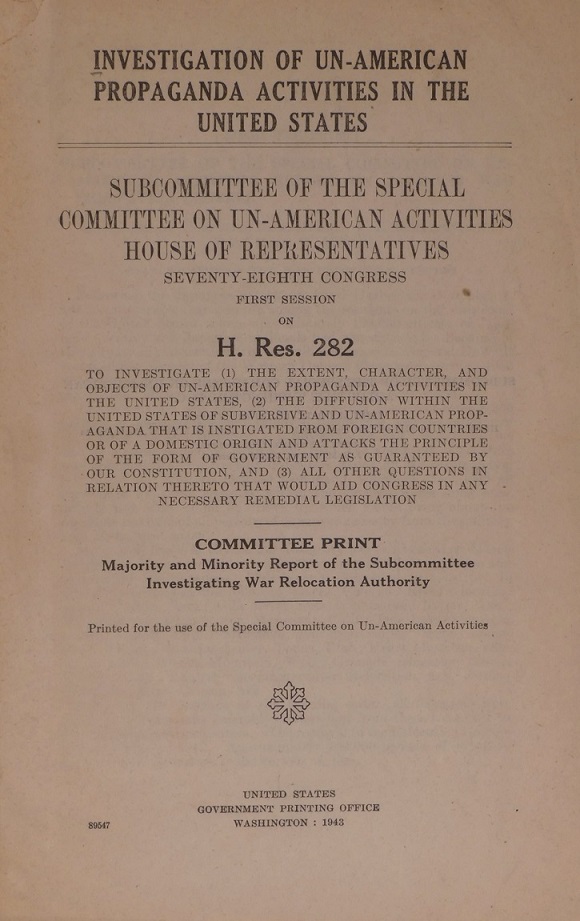 INVESTIGATION OF UN-AMERICAN
PROPAGANDA ACTIVITIES IN THE
UNITED STATES
SUBCOMMITTEE OF THE SPECIAL
COMMITTEE ON UN-AMERICAN ACTIVITIES
HOUSE OF REPRESENTATIVES
SEVENTY-EIGHTH CONGRESS
FIRST SESSION
ON
H. Res. 282
TO INVESTIGATE (1) THE EXTENT, CHARACTER, AND
OBJECTS OF UN-AMERICAN PROPAGANDA ACTIVITIES IN
THE UNITED STATES, (2) THE DIFFUSION WITHIN THE
UNITED STATES OF SUBVERSIVE AND UN-AMERICAN PROP-
AGANDA THAT IS INSTIGATED FROM FOREIGN COUNTRIES
OR OF A DOMESTIC ORIGIN AND ATTACKS THE PRINCIPLE
OF THE FORM OF GOVERNMENT AS GUARANTEED BY
OUR CONSTITUTION, AND (3) ALL OTHER QUESTIONS IN
RELATION THERETO THAT WOULD AID CONGRESS IN ANY
NECESSARY REMEDIAL LEGISLATION
COMMITTEE PRINT
Majority and Minority Report of the Subcommittee
Investigating War Relocation Authority
Printed for the use of the Special Committee on Un-American Activities
UNITED STATES
GOVERNMENT PRINTING OFFICE
89547 WASHINGTON : 1943